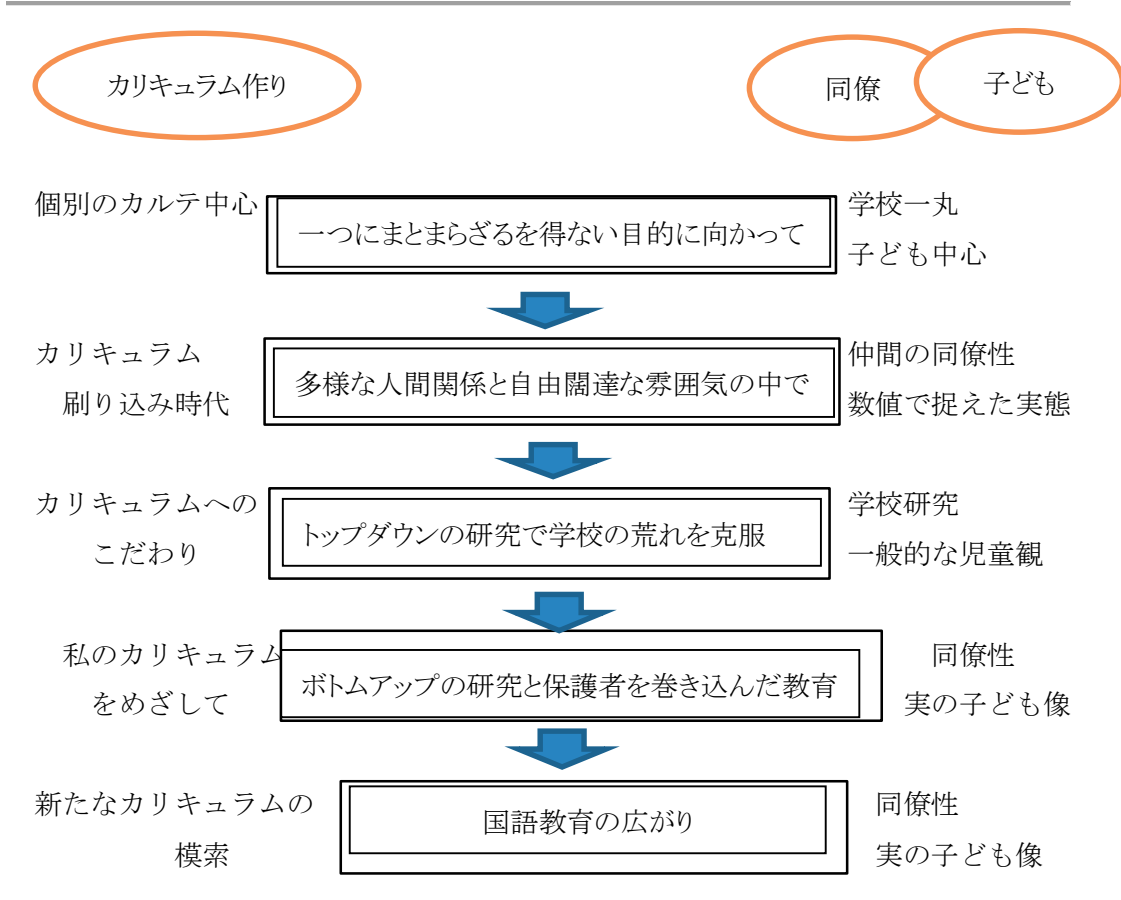 カリキュラム作り
同僚
子ども
個別のカルテ中心
一つにまとまらざるを得ない目的に向かって
学校一丸
子ども中心
カリキュラム
刷り込み時代
多様な人間関係と自由闊達な雰囲気の中で
仲間の同僚性
数値で捉えた実態
カリキュラムへの
こだわり
トップダウンの研究で学校の荒れを克服
学校研究
一般的な児童観
私のカリキュラム
をめざして
ボトムアップの研究と保護者を巻き込んだ教育
同僚性
実の子ども像
新たなカリキュラムの
模索
国語教育の広がり
同僚性
実の子ども像